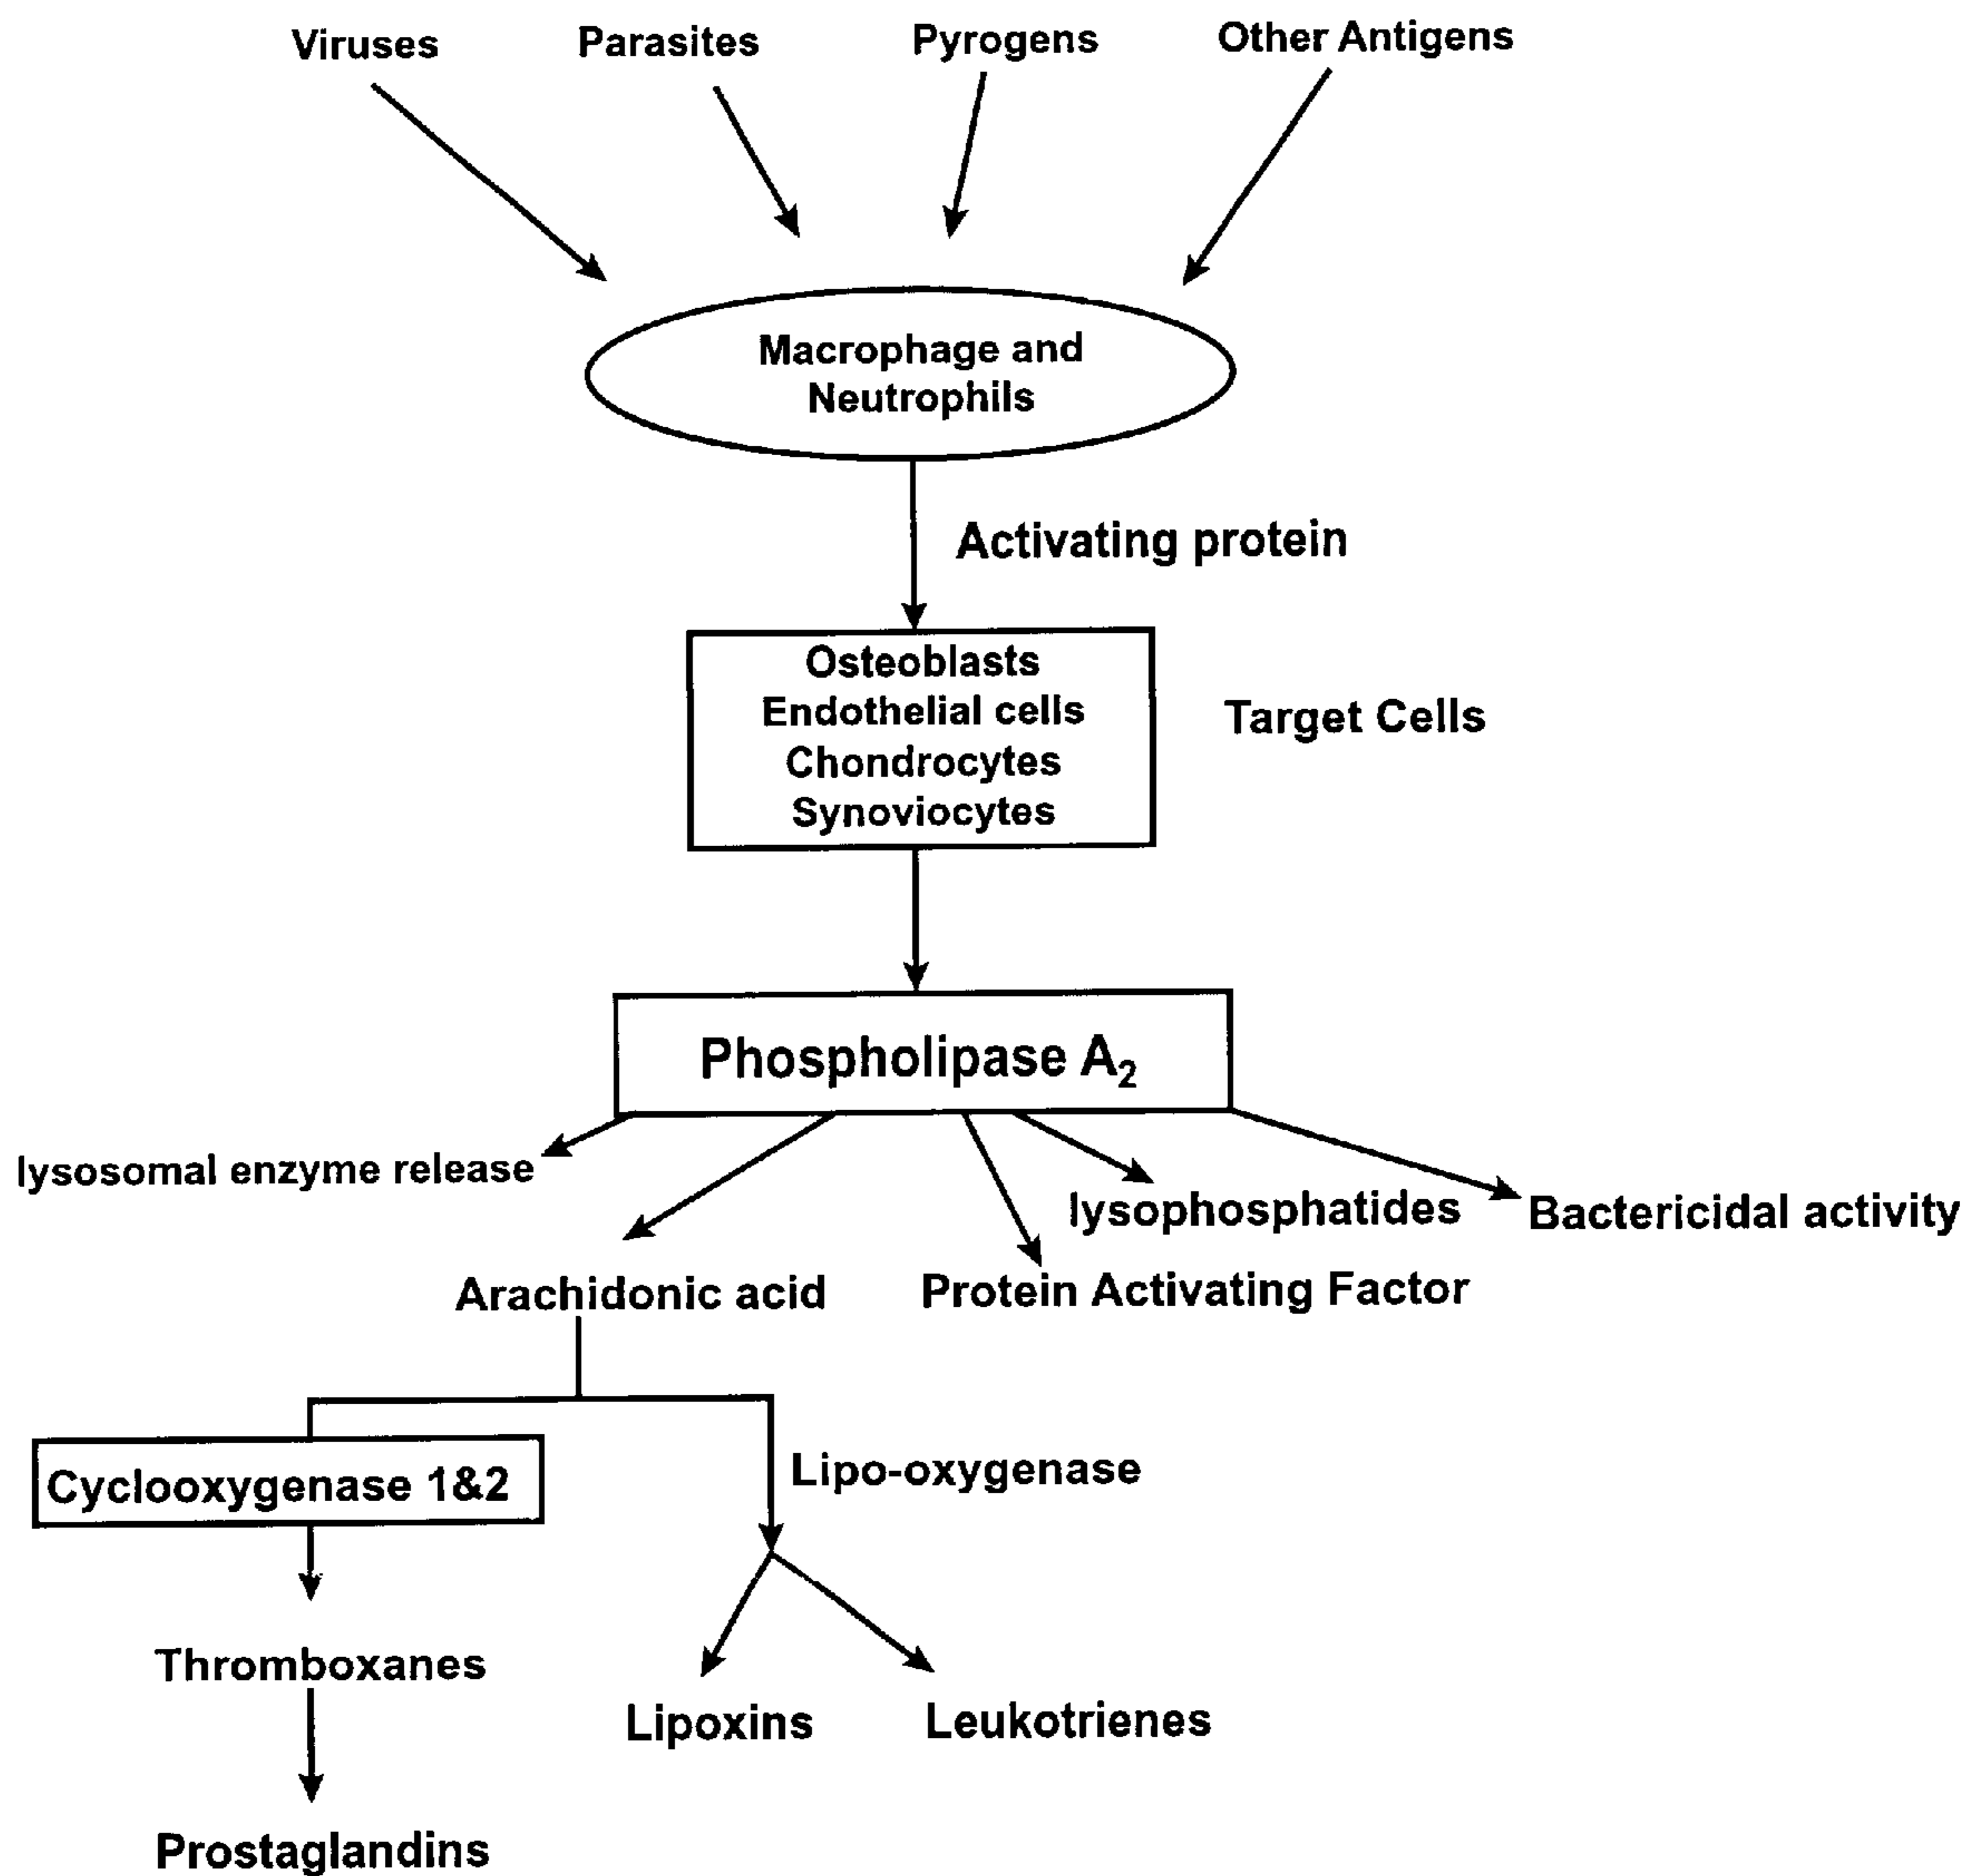 Viruses
Parasites
Pyrogens
Other Antigens
Macrophage and
Neutrophils
Activating protein
Osteoblasts
Endothelial cells
Chondrocytes
Synoviocytes
Target Cells
Phospholipase A₂
lysosomal enzyme release
lysophosphatides
Bactericidal activity
Arachidonic acid
Protein Activating Factor
Cyclooxygenase 1&2
Lipo-oxygenase
Thromboxanes
Lipoxins
Leukotrienes
Prostaglandins